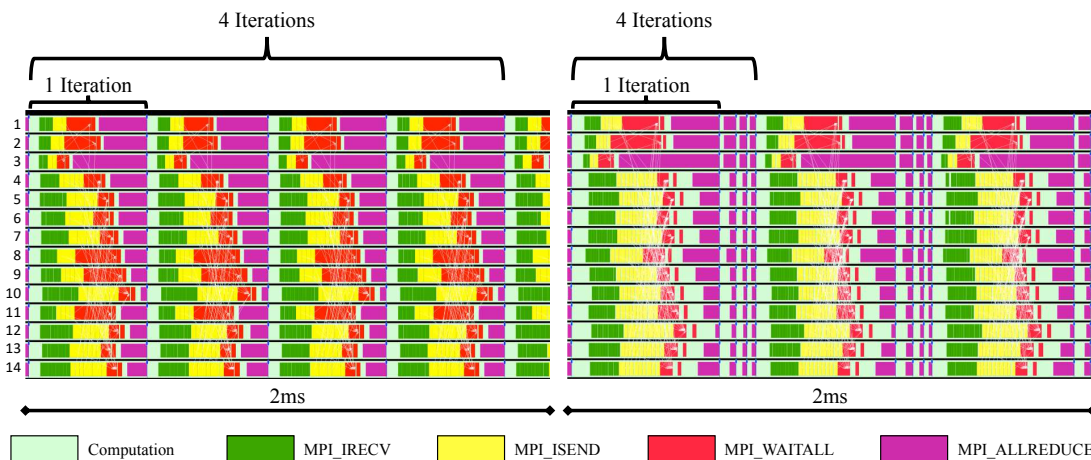 4 Iterations
4 Iterations
1 Iteration
1 Iteration
1
2
3
4
5
6
7
8
9
10
11
12
13
14
2ms
2ms
Computation
MPI_IRECV
MPI_ISEND
MPI_WAITALL
MPI_ALLREDUCE